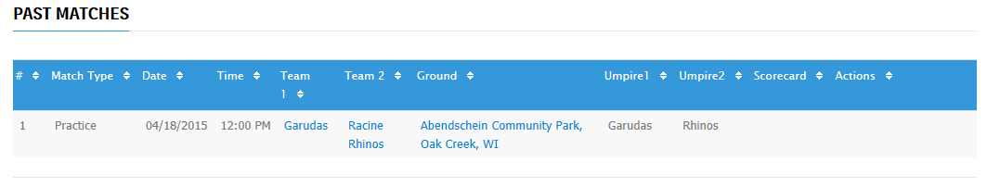 PAST MATCHES
# Match Type Date Time Team 1 Team 2 Ground Umpire1 Umpire2 Scorecard Actions
1 Practice 04/18/2015 12:00 PM Garudas Racine Rhinos Abendschein Community Park, Oak Creek, WI Garudas Rhinos